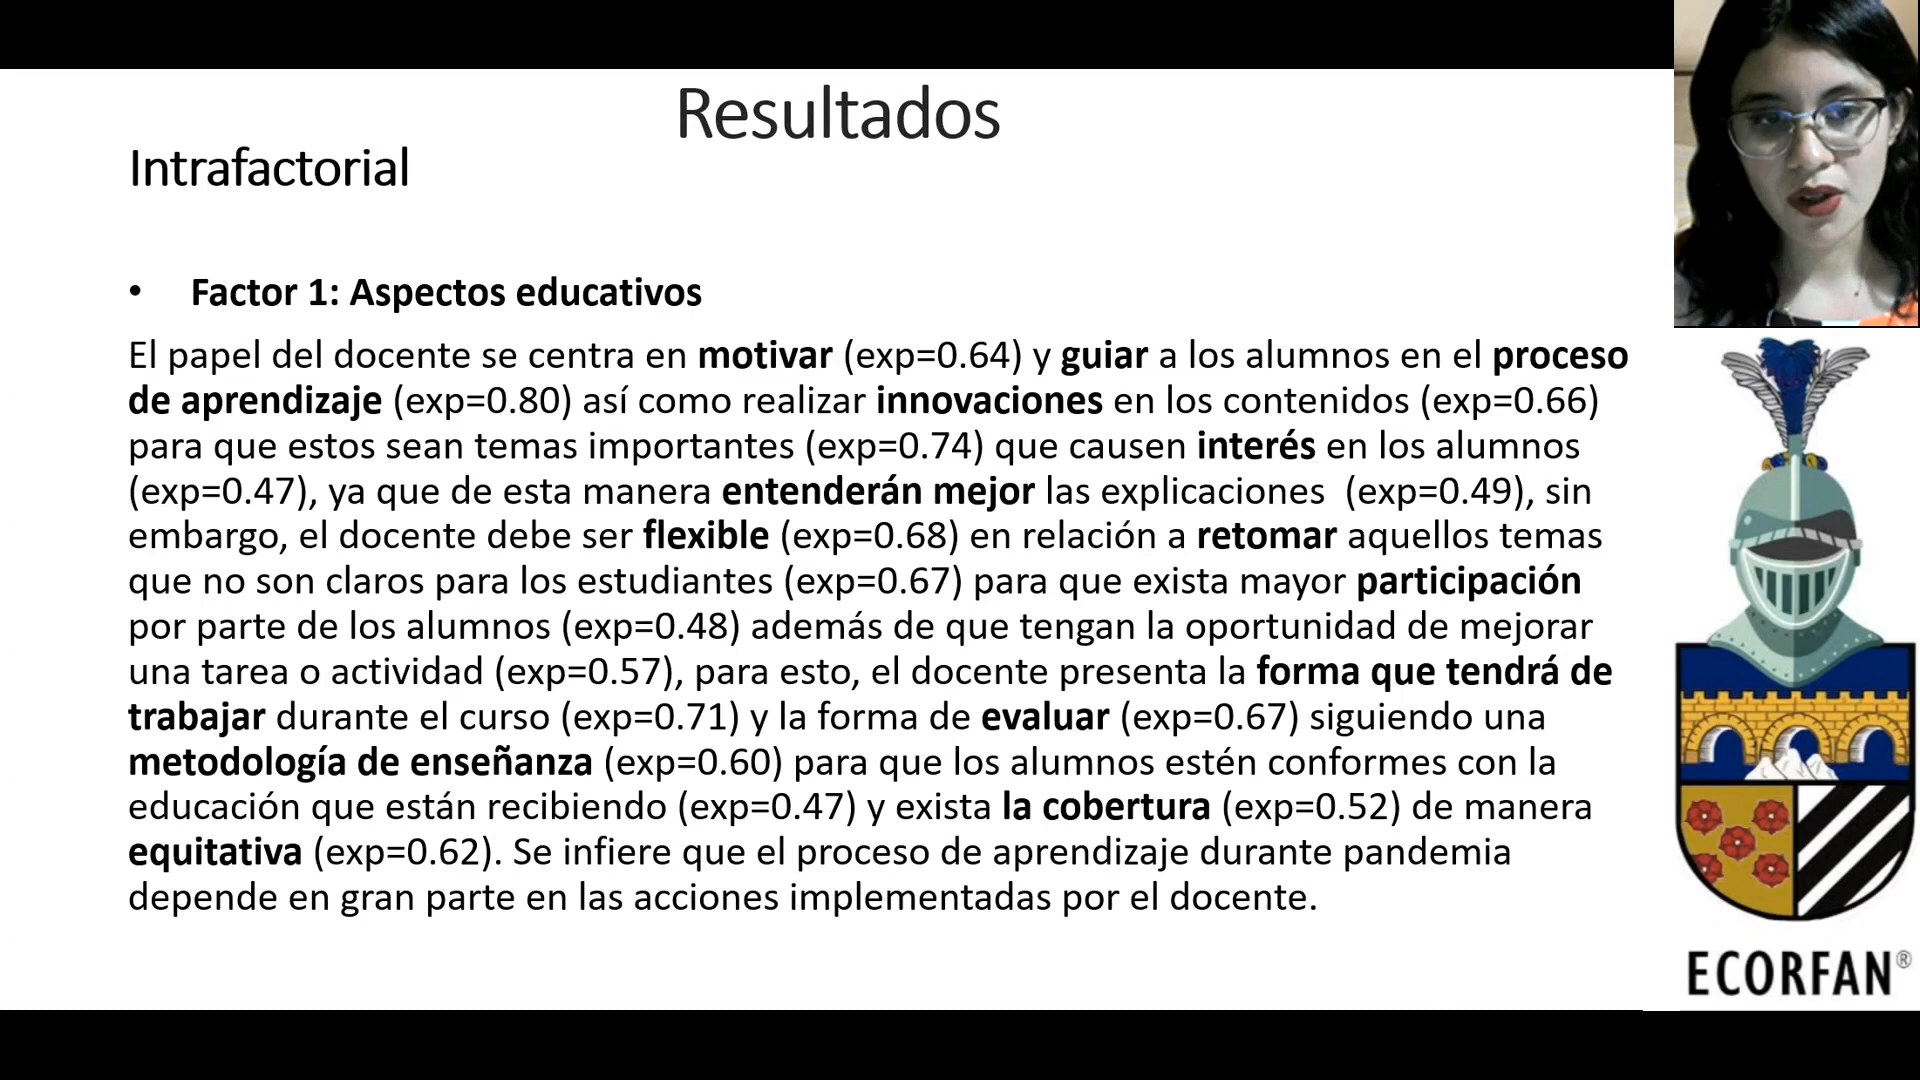 Resultados
Intrafactorial
• Factor 1: Aspectos educativos
El papel del docente se centra en motivar (exp=0.64) y guiar a los alumnos en el proceso
de aprendizaje (exp=0.80) así como realizar innovaciones en los contenidos (exp=0.66)
para que estos sean temas importantes (exp=0.74) que causen interés en los alumnos
(exp=0.47), ya que de esta manera entenderán mejor las explicaciones  (exp=0.49), sin
embargo, el docente debe ser flexible (exp=0.68) en relación a retomar aquellos temas
que no son claros para los estudiantes (exp=0.67) para que exista mayor participación
por parte de los alumnos (exp=0.48) además de que tengan la oportunidad de mejorar
una tarea o actividad (exp=0.57), para esto, el docente presenta la forma que tendrá de
trabajar durante el curso (exp=0.71) y la forma de evaluar (exp=0.67) siguiendo una
metodología de enseñanza (exp=0.60) para que los alumnos estén conformes con la
educación que están recibiendo (exp=0.47) y exista la cobertura (exp=0.52) de manera
equitativa (exp=0.62). Se infiere que el proceso de aprendizaje durante pandemia
depende en gran parte en las acciones implementadas por el docente.
ECORFAN®